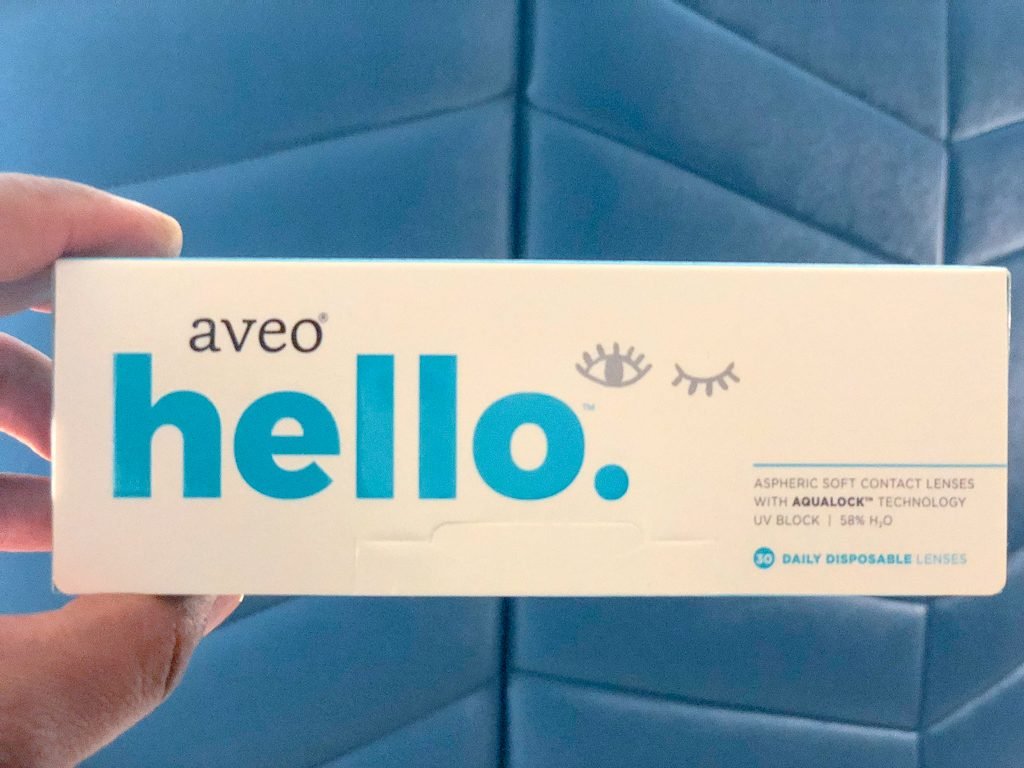 aveo®
hello.™
ASPHERIC SOFT CONTACT LENSES
WITH AQUALOCK™ TECHNOLOGY
UV BLOCK | 58% H₂O
30 DAILY DISPOSABLE LENSES